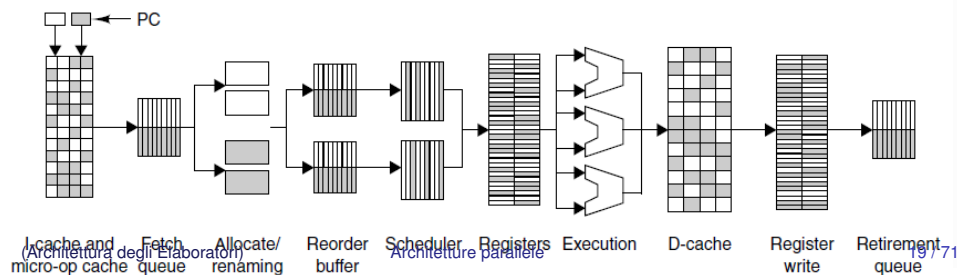 PC
I-cache and Fetch Allocate/ Reorder Scheduler Registers Execution D-cache Register Retirement
(Architettura degli Elaboratori) Architetture parallele 19 / 71
micro-op cache queue renaming buffer write queue